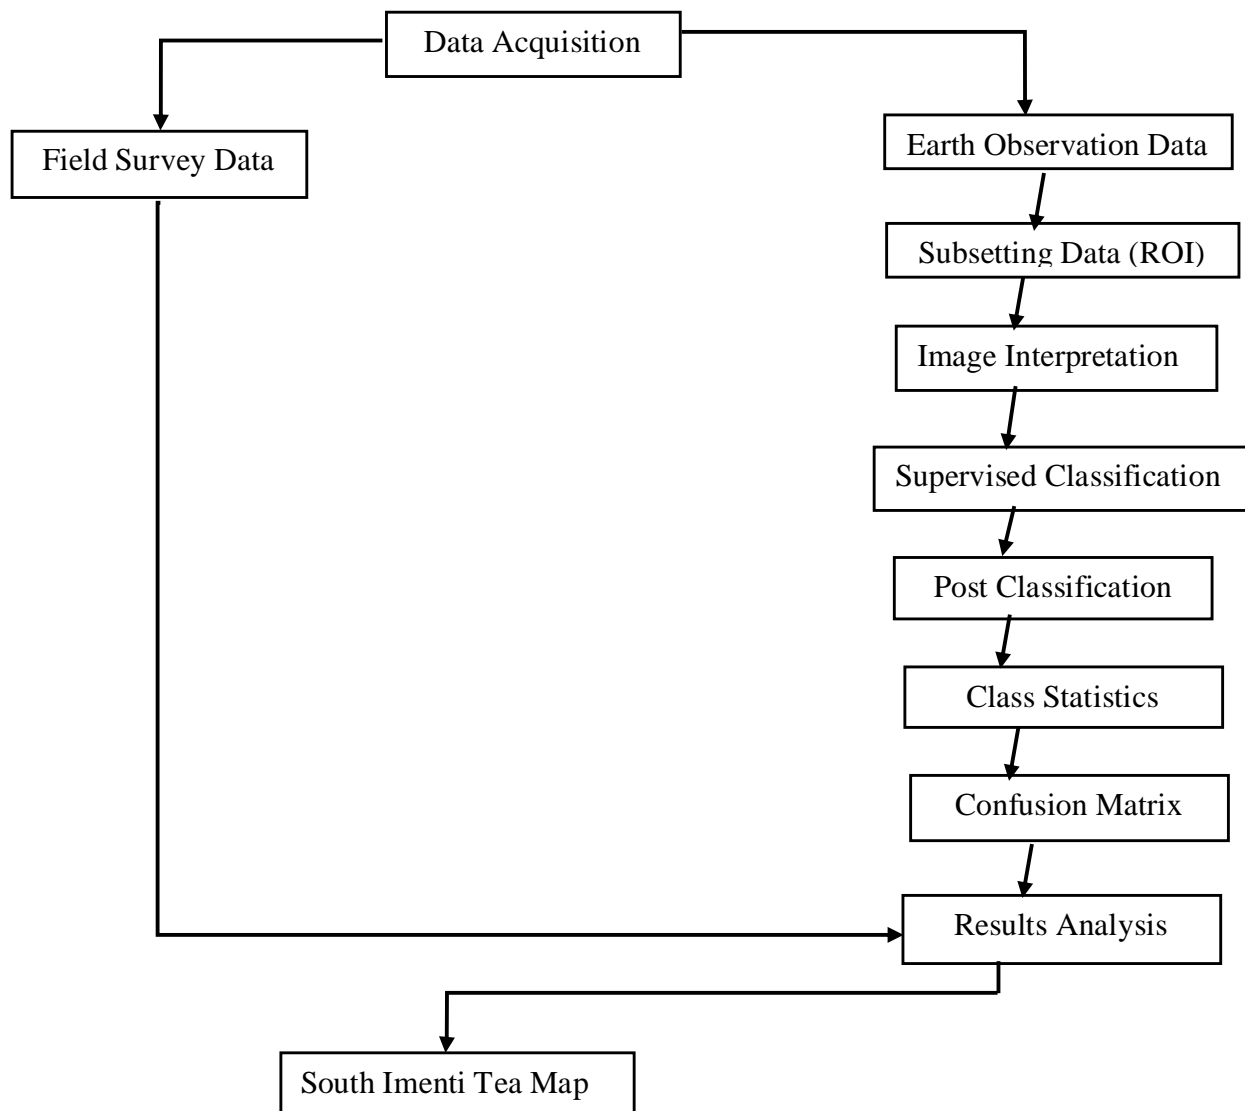 Data Acquisition
Field Survey Data
Earth Observation Data
Subsetting Data (ROI)
Image Interpretation
Supervised Classification
Post Classification
Class Statistics
Confusion Matrix
Results Analysis
South Imenti Tea Map